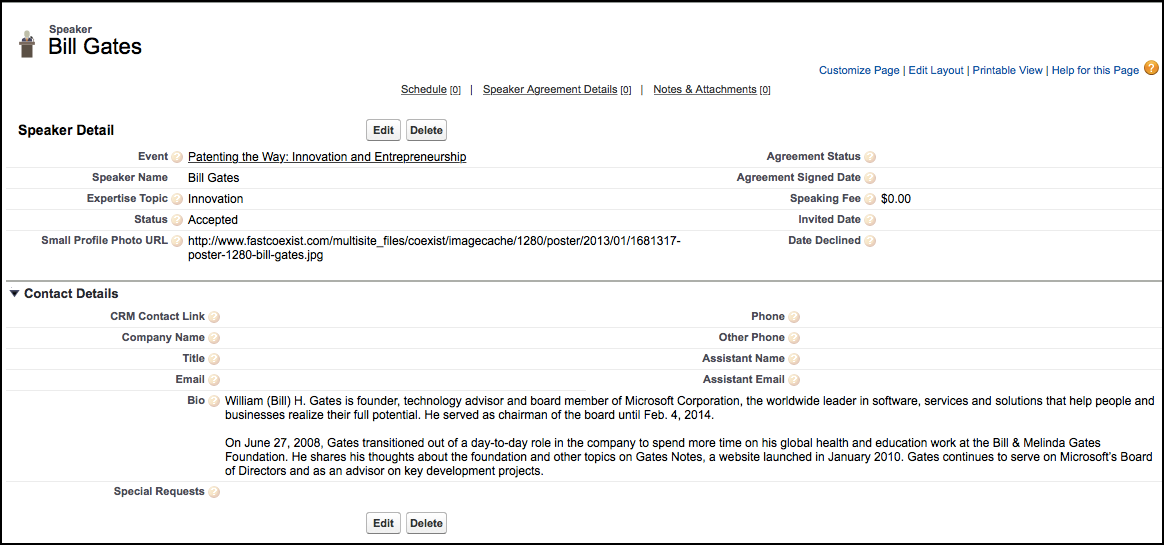 Speaker
Bill Gates
Customize Page | Edit Layout | Printable View | Help for this Page ?
Schedule [0] | Speaker Agreement Details [0] | Notes & Attachments [0]
Speaker Detail Edit Delete
Event ? Patenting the Way: Innovation and Entrepreneurship Agreement Status ?
Speaker Name Bill Gates Agreement Signed Date ?
Expertise Topic ? Innovation Speaking Fee ? $0.00
Status ? Accepted Invited Date ?
Small Profile Photo URL ? http://www.fastcoexist.com/multisite_files/coexist/imagecache/1280/poster/2013/01/1681317- Date Declined ?
poster-1280-bill-gates.jpg
Contact Details
CRM Contact Link ? Phone ?
Company Name ? Other Phone ?
Title ? Assistant Name ?
Email ? Assistant Email ?
Bio ? William (Bill) H. Gates is founder, technology advisor and board member of Microsoft Corporation, the worldwide leader in software, services and solutions that help people and
businesses realize their full potential. He served as chairman of the board until Feb. 4, 2014.
On June 27, 2008, Gates transitioned out of a day-to-day role in the company to spend more time on his global health and education work at the Bill & Melinda Gates
Foundation. He shares his thoughts about the foundation and other topics on Gates Notes, a website launched in January 2010. Gates continues to serve on Microsoft's Board
of Directors and as an advisor on key development projects.
Special Requests ?
Edit Delete